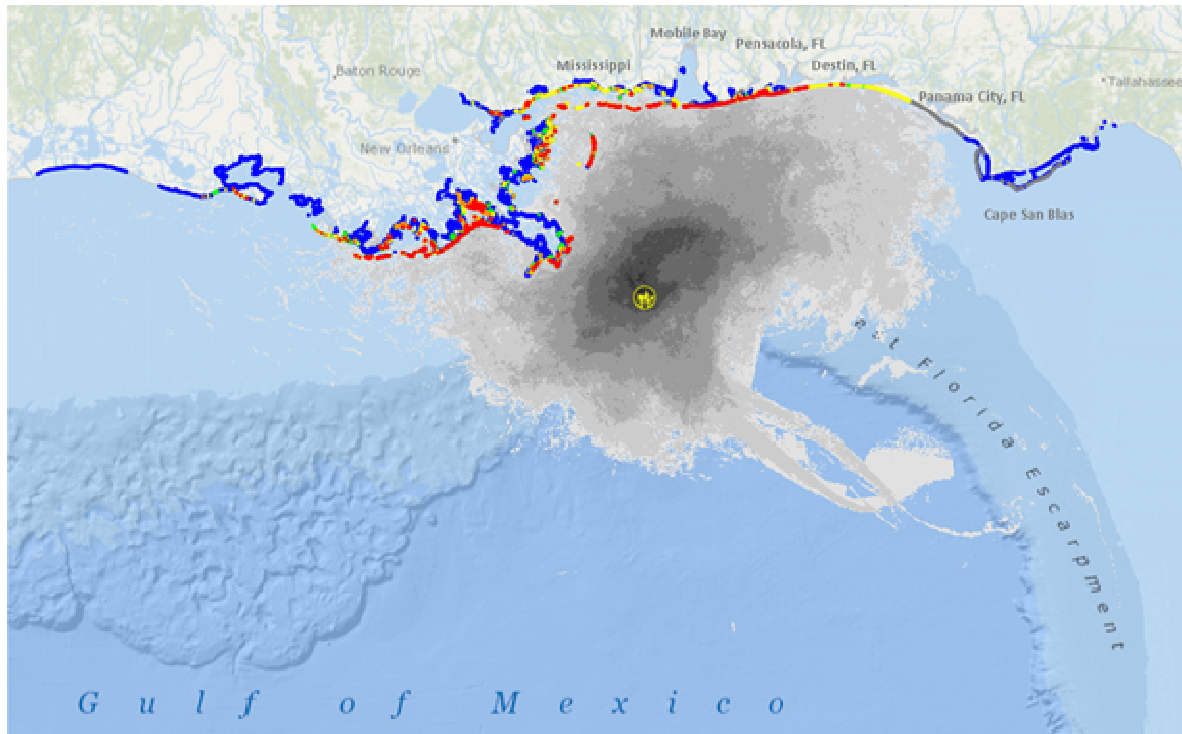 Mobile Bay
Pensacola, FL
Mississippi
Destin, FL
Baton Rouge
Tallahassee
Panama City, FL
New Orleans
Cape San Blas
Florida Escarpment
Gulf of Mexico